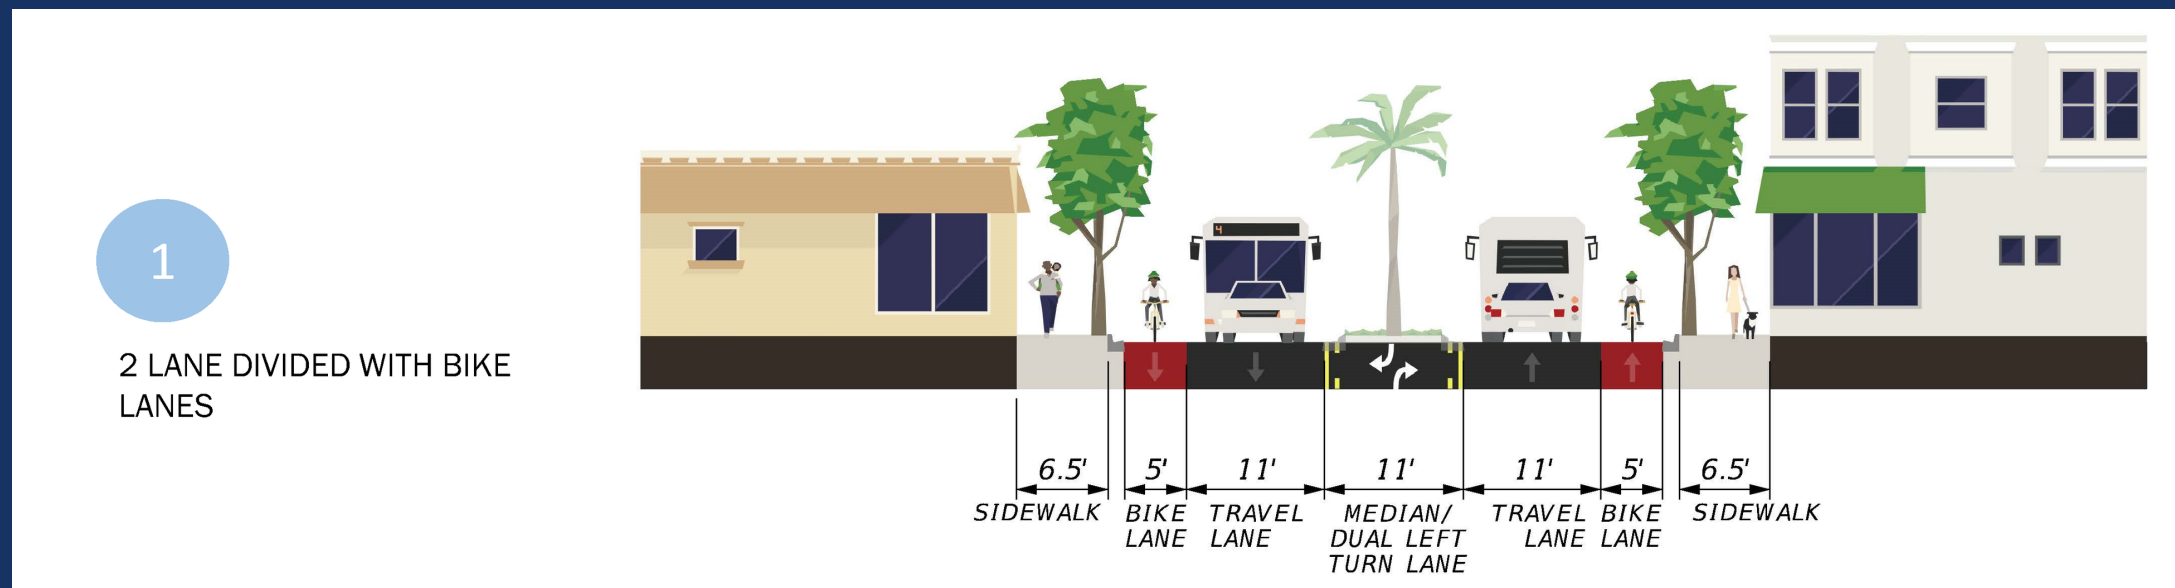 1
2 LANE DIVIDED WITH BIKE
LANES
4
6.5' 5' 11' 11' 11' 5' 6.5'
SIDEWALK BIKE TRAVEL MEDIAN/ TRAVEL BIKE SIDEWALK
LANE LANE DUAL LEFT LANE LANE
TURN LANE